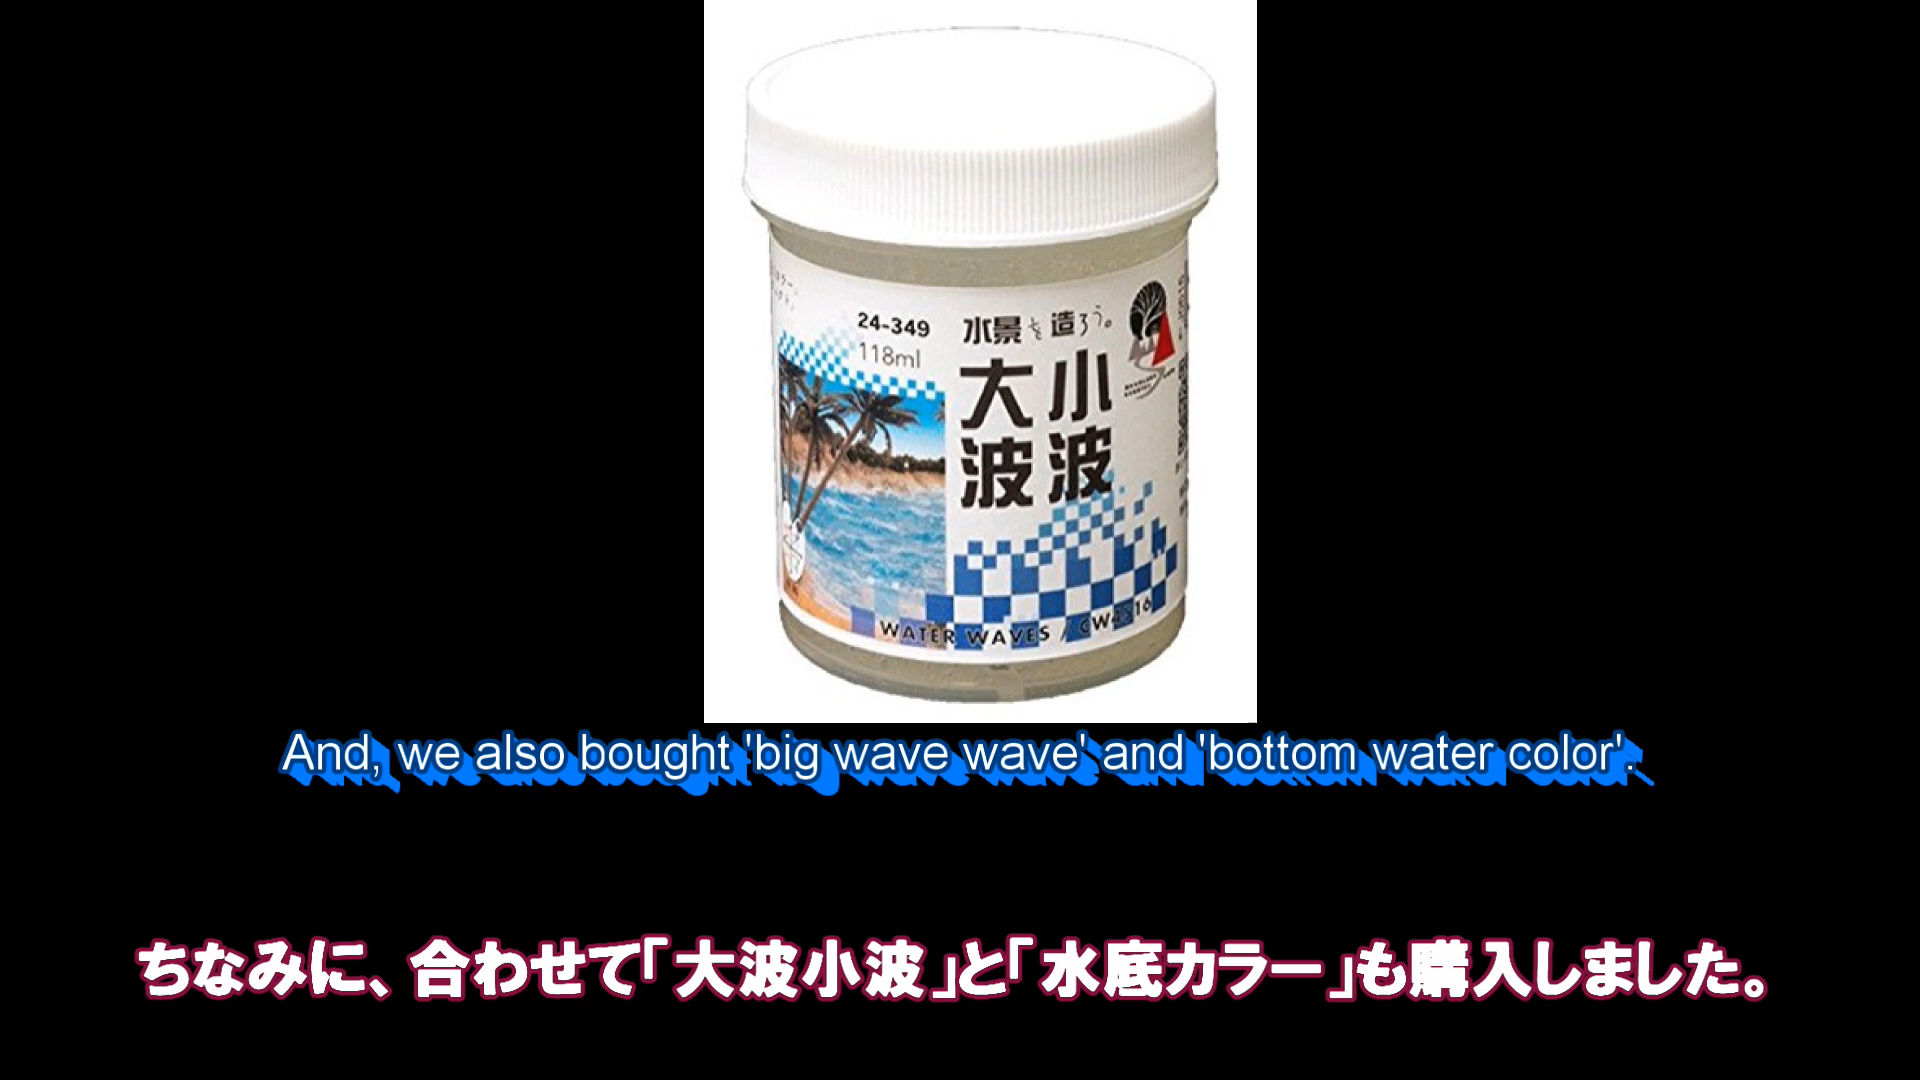 24-349
118ml
水景を造ろう。
大波
小波
WATER WAVES /
And, we also bought 'big wave wave' and 'bottom water color'.
ちなみに、合わせて「大波小波」と「水底カラー」も購入しました。